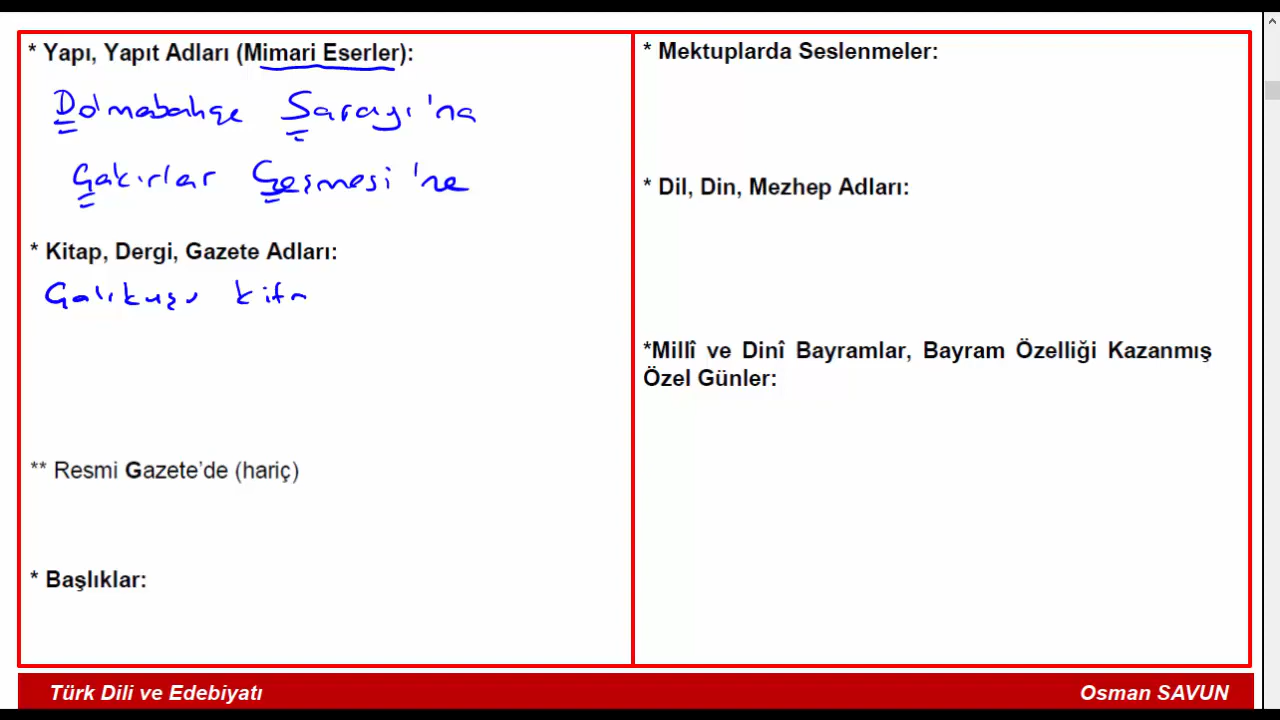 * Yapı, Yapıt Adları (Mimari Eserler):
Dolmabahçe Sarayı'na
Çakırlar Çeşmesi'ne
* Kitap, Dergi, Gazete Adları:
Çalıkuşu kita
** Resmi Gazete'de (hariç)
* Başlıklar:
* Mektuplarda Seslenmeler:
* Dil, Din, Mezhep Adları:
*Millî ve Dinî Bayramlar, Bayram Özelliği Kazanmış
Özel Günler:
Türk Dili ve Edebiyatı
Osman SAVUN